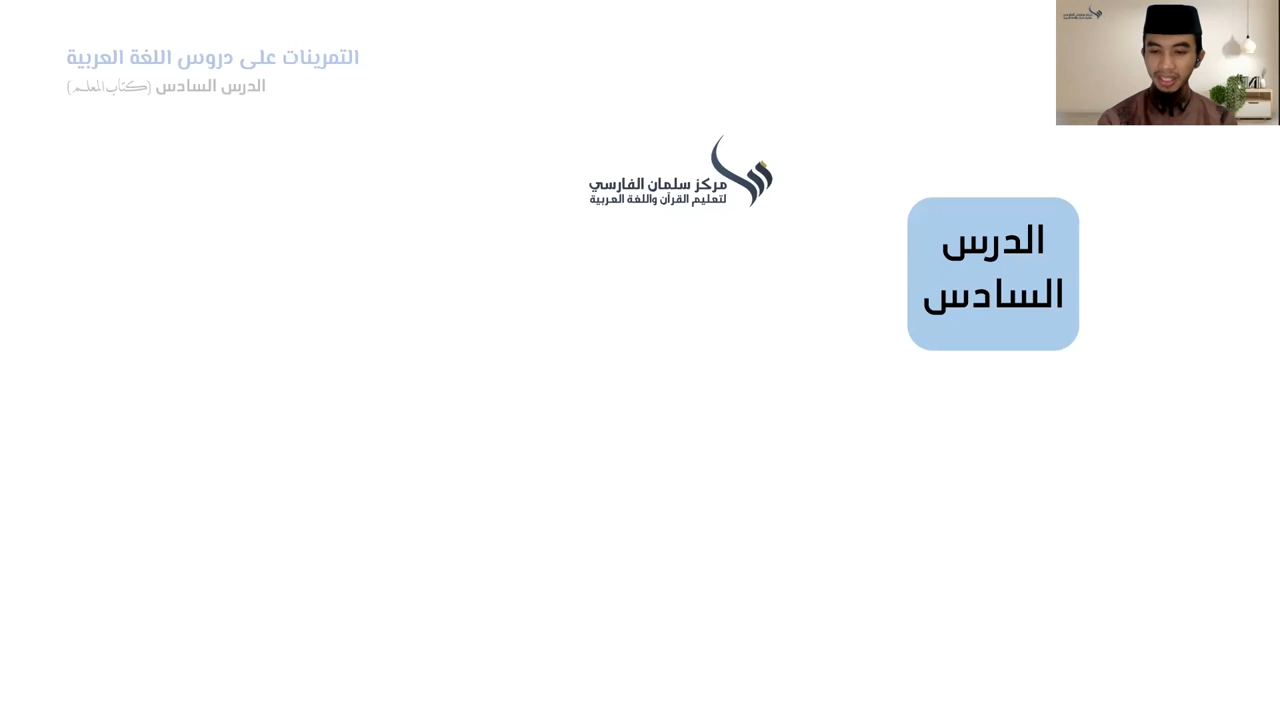 التمرينات على دروس اللغة العربية
الدرس السادس (كتاب المعلم)
مركز سلمان الفارسي
لتعليم القرآن واللغة العربية
الدرس
السادس